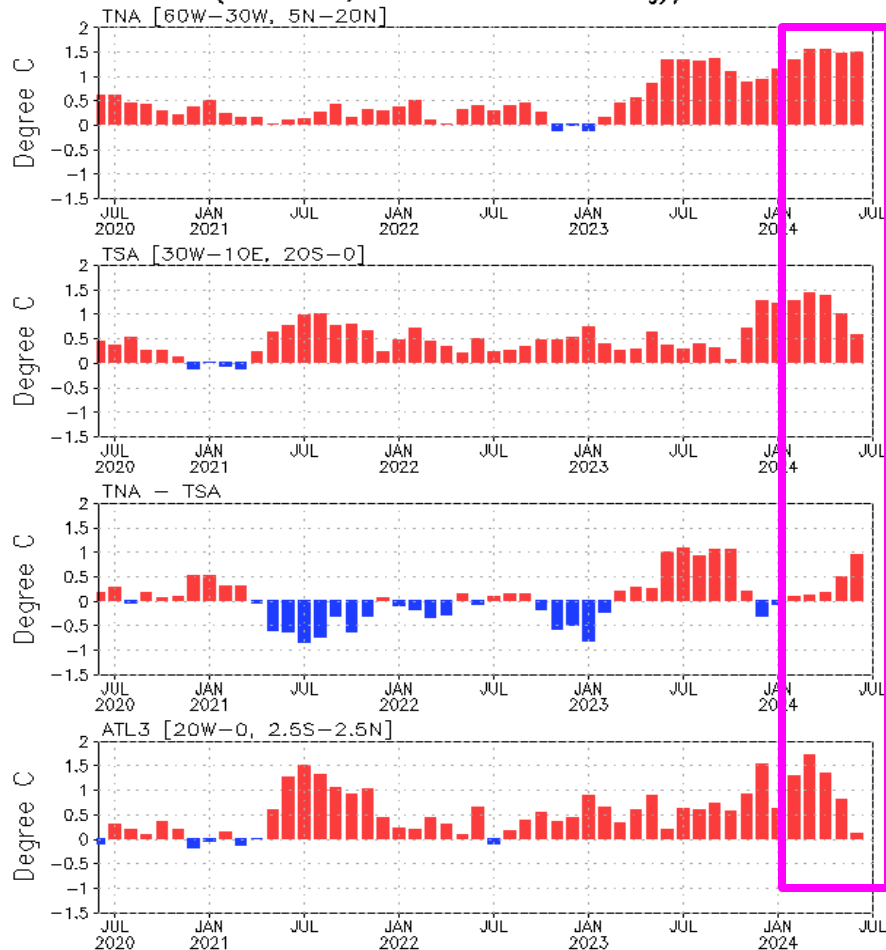 TNA [60W-30W, 5N-20N]
Degree C
2
1.5
1
0.5
0
-0.5
-1
-1.5
JUL 2020
JAN 2021
JUL
JAN 2022
JUL
JAN 2023
JUL
JAN 2024
JUL
TSA [30W-10E, 20S-0]
Degree C
2
1.5
1
0.5
0
-0.5
-1
-1.5
JUL 2020
JAN 2021
JUL
JAN 2022
JUL
JAN 2023
JUL
JAN 2024
JUL
TNA - TSA
Degree C
2
1.5
1
0.5
0
-0.5
-1
-1.5
JUL 2020
JAN 2021
JUL
JAN 2022
JUL
JAN 2023
JUL
JAN 2024
JUL
ATL3 [20W-0, 2.5S-2.5N]
Degree C
2
1.5
1
0.5
0
-0.5
-1
-1.5
JUL 2020
JAN 2021
JUL
JAN 2022
JUL
JAN 2023
JUL
JAN 2024
JUL